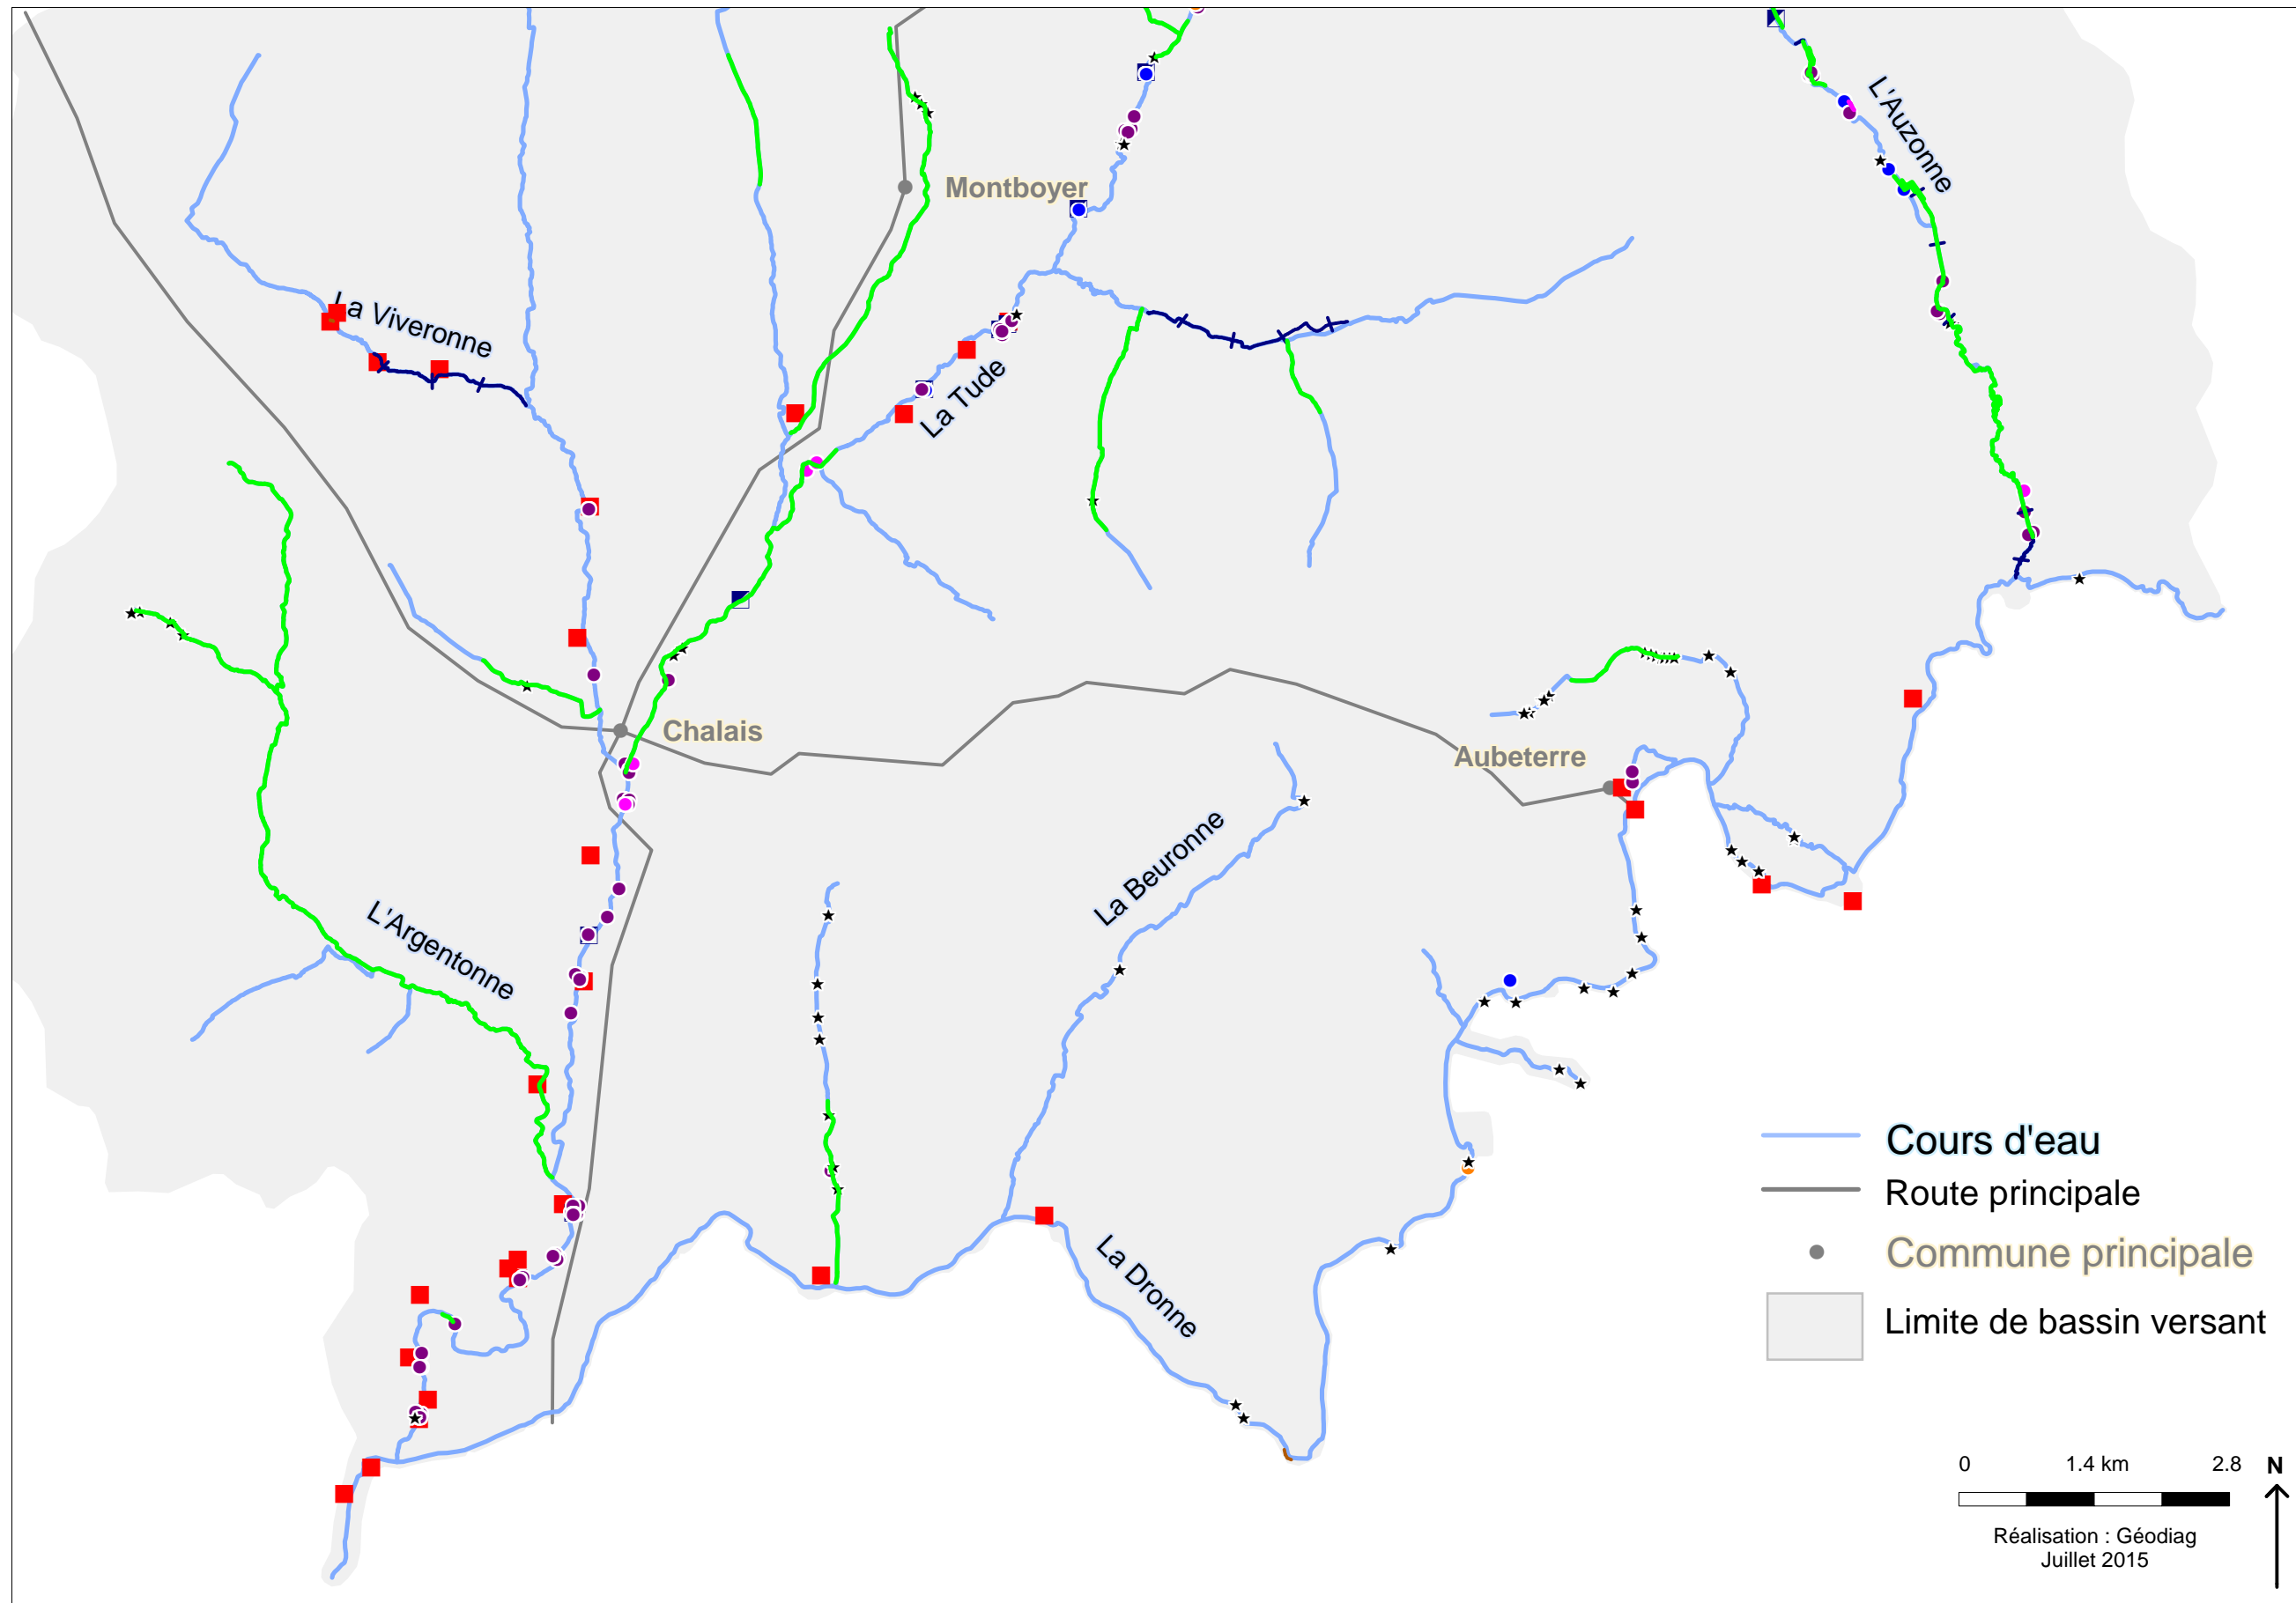 L'Auzonne
Montboyer
La Viveronne
La Tude
Chalais
Aubeterre
La Beuronne
L'Argentonne
La Dronne
Cours d'eau
Route principale
Commune principale
Limite de bassin versant
0 1.4 km 2.8 N
Réalisation : Géodiag
Juillet 2015